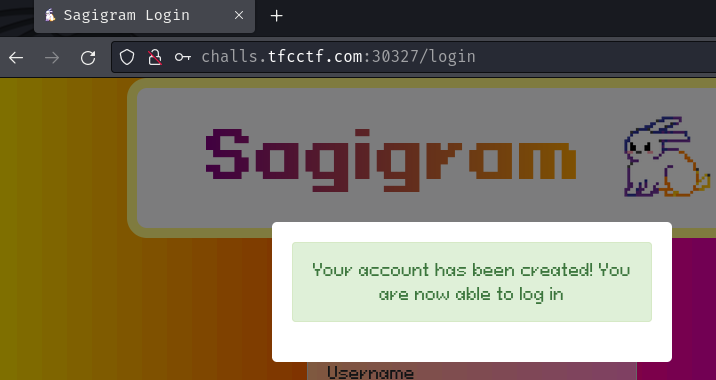 Sagigram Login
challs.tfcctf.com:30327/login
Sagigram
Your account has been created! You
are now able to log in
Username